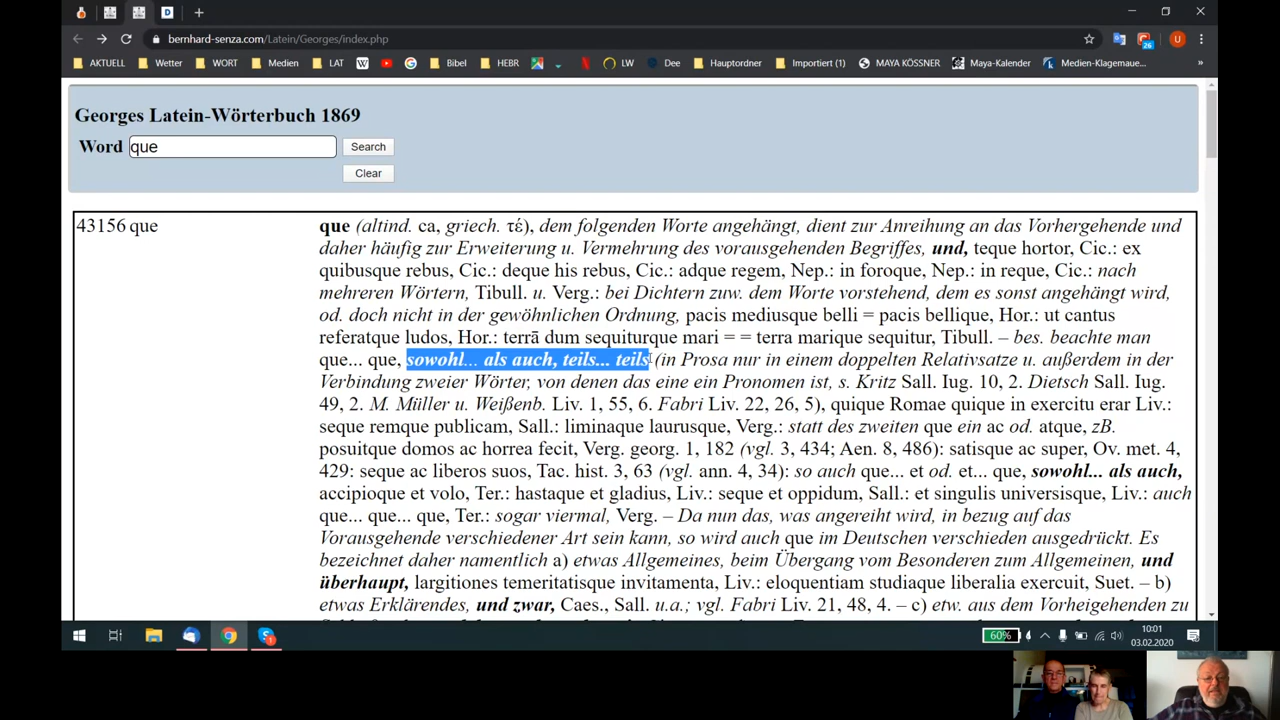 bernhard-senza.com/Latein/Georges/index.php
26
U
AKTUELL Wetter WORT Medien LAT W G Bibel HEBR LW Dee Hauptordner Importiert (1) MAYA KÖSSNER Maya-Kalender Medien-Klagemaue... »
Georges Latein-Wörterbuch 1869
Word que Search
Clear
43156 que que (altind. ca, griech. τέ), dem folgenden Worte angehängt, dient zur Anreihung an das Vorhergehende und
daher häufig zur Erweiterung u. Vermehrung des vorausgehenden Begriffes, und, teque hortor, Cic.: ex
quibusque rebus, Cic.: deque his rebus, Cic.: adque regem, Nep.: in foroque, Nep.: in reque, Cic.: nach
mehreren Wörtern, Tibull. u. Verg.: bei Dichtern zuw. dem Worte vorstehend, dem es sonst angehängt wird,
od. doch nicht in der gewöhnlichen Ordnung, pacis mediusque belli = pacis bellique, Hor.: ut cantus
referatque ludos, Hor.: terrā dum sequiturque mari = = terra marique sequitur, Tibull. – bes. beachte man
que... que, sowohl... als auch, teils... teils (in Prosa nur in einem doppelten Relativsatze u. außerdem in der
Verbindung zweier Wörter, von denen das eine ein Pronomen ist, s. Kritz Sall. Iug. 10, 2. Dietsch Sall. Iug.
49, 2. M. Müller u. Weißenb. Liv. 1, 55, 6. Fabri Liv. 22, 26, 5), quique Romae quique in exercitu erar Liv.:
seque remque publicam, Sall.: liminaque laurusque, Verg.: statt des zweiten que ein ac od. atque, zB.
posuitque domos ac horrea fecit, Verg. georg. 1, 182 (vgl. 3, 434; Aen. 8, 486): satisque ac super, Ov. met. 4,
429: seque ac liberos suos, Tac. hist. 3, 63 (vgl. ann. 4, 34): so auch que... et od. et... que, sowohl... als auch,
accipioque et volo, Ter.: hastaque et gladius, Liv.: seque et oppidum, Sall.: et singulis universisque, Liv.: auch
que... que... que, Ter.: sogar viermal, Verg. – Da nun das, was angereiht wird, in bezug auf das
Vorausgehende verschiedener Art sein kann, so wird auch que im Deutschen verschieden ausgedrückt. Es
bezeichnet daher namentlich a) etwas Allgemeines, beim Übergang vom Besonderen zum Allgemeinen, und
überhaupt, largitiones temeritatisque invitamenta, Liv.: eloquentiam studiaque liberalia exercuit, Suet. – b)
etwas Erklärendes, und zwar, Caes., Sall. u.a.; vgl. Fabri Liv. 21, 48, 4. – c) etw. aus dem Vorheigehenden zu
60%
10:01
03.02.2020